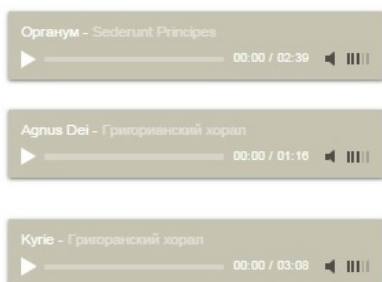 Органум - Sederunt Principes
00:00 / 02:39
Agnus Dei - Григорианский хорал
00:00 / 01:16
Kyrie - Григоранский хорал
00:00 / 03:08